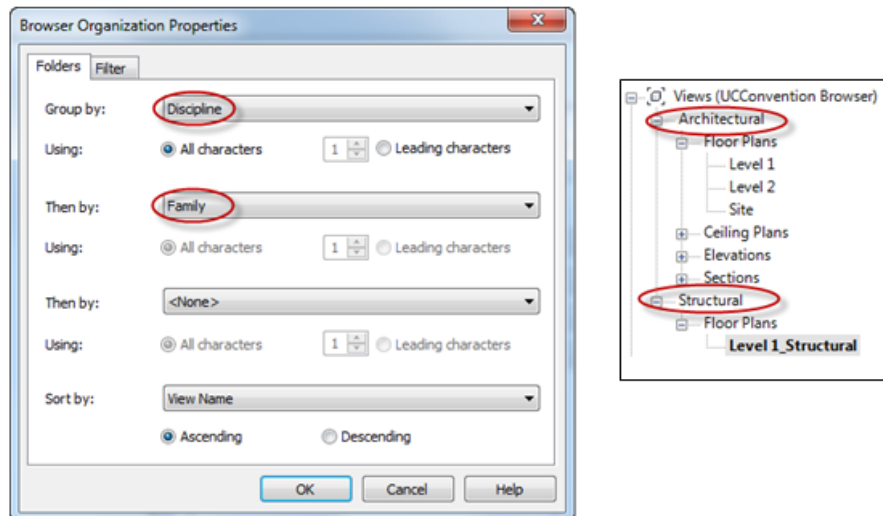 Browser Organization Properties
Folders Filter
Group by: Discipline
Using: All characters 1 Leading characters
Then by: Family
Using: All characters 1 Leading characters
Then by: <None>
Using: All characters 1 Leading characters
Sort by: View Name
Ascending Descending
OK Cancel Help
Views (UCConvention Browser)
Architectural
Floor Plans
Level 1
Level 2
Site
Ceiling Plans
Elevations
Sections
Structural
Floor Plans
Level 1_Structural